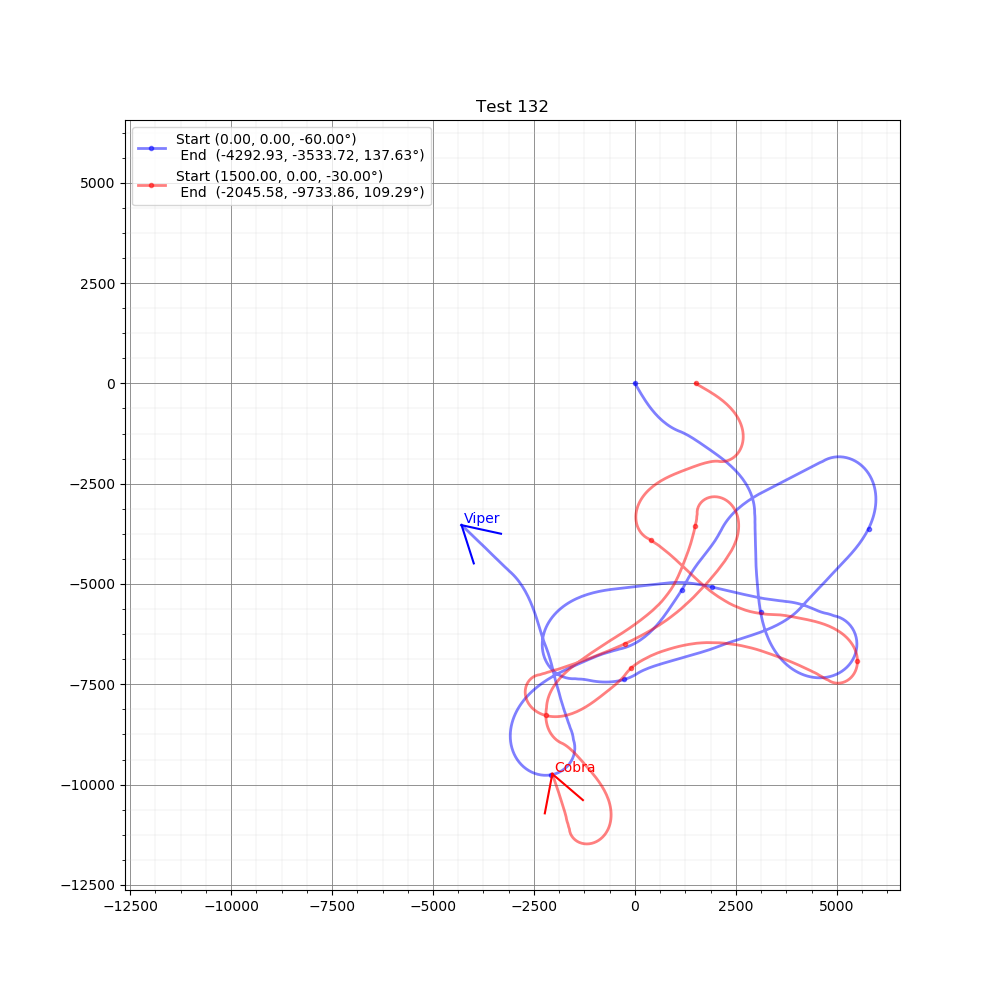 Test 132
Start (0.00, 0.00, -60.00°)
End  (-4292.93, -3533.72, 137.63°)
Start (1500.00, 0.00, -30.00°)
End  (-2045.58, -9733.86, 109.29°)
5000
2500
0
−2500
−5000
−7500
−10000
−12500
Viper
Cobra
−12500 −10000 −7500 −5000 −2500 0 2500 5000